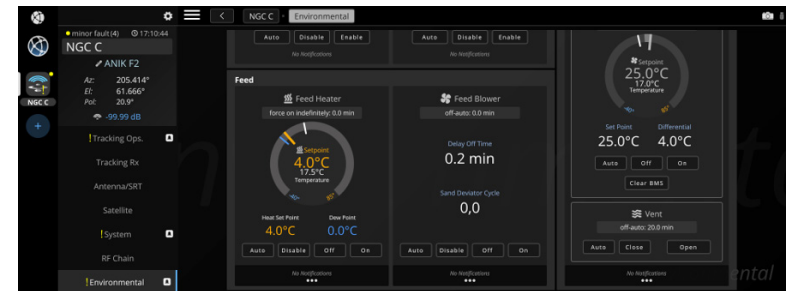 NGC C
Environmental
minor fault(4)
17:10:44
NGC C
ANIK F2
Az: 205.414°
El: 61.666°
Pol: 20.9°
-99.99 dB
NGC C
Tracking Ops.
Tracking Rx
Antenna/SRT
Satellite
System
RF Chain
Environmental
Auto Disable Enable
No Notifications
Auto Disable Enable
No Notifications
Feed
Feed Heater
force on indefinitely: 0.0 min
Setpoint
4.0°C
17.5°C
Temperature
Heat Set Point Dew Point
4.0°C 0.0°C
Auto Disable Off On
No Notifications
Feed Blower
off-auto: 0.0 min
Delay Off Time
0.2 min
Sand Deviator Cycle
0,0
Auto Disable Off On
No Notifications
Setpoint
25.0°C
17.0°C
Temperature
Set Point Differential
25.0°C 4.0°C
Auto Off On
Clear BMS
Vent
off-auto: 20.0 min
Auto Close Open
No Notifications
ental